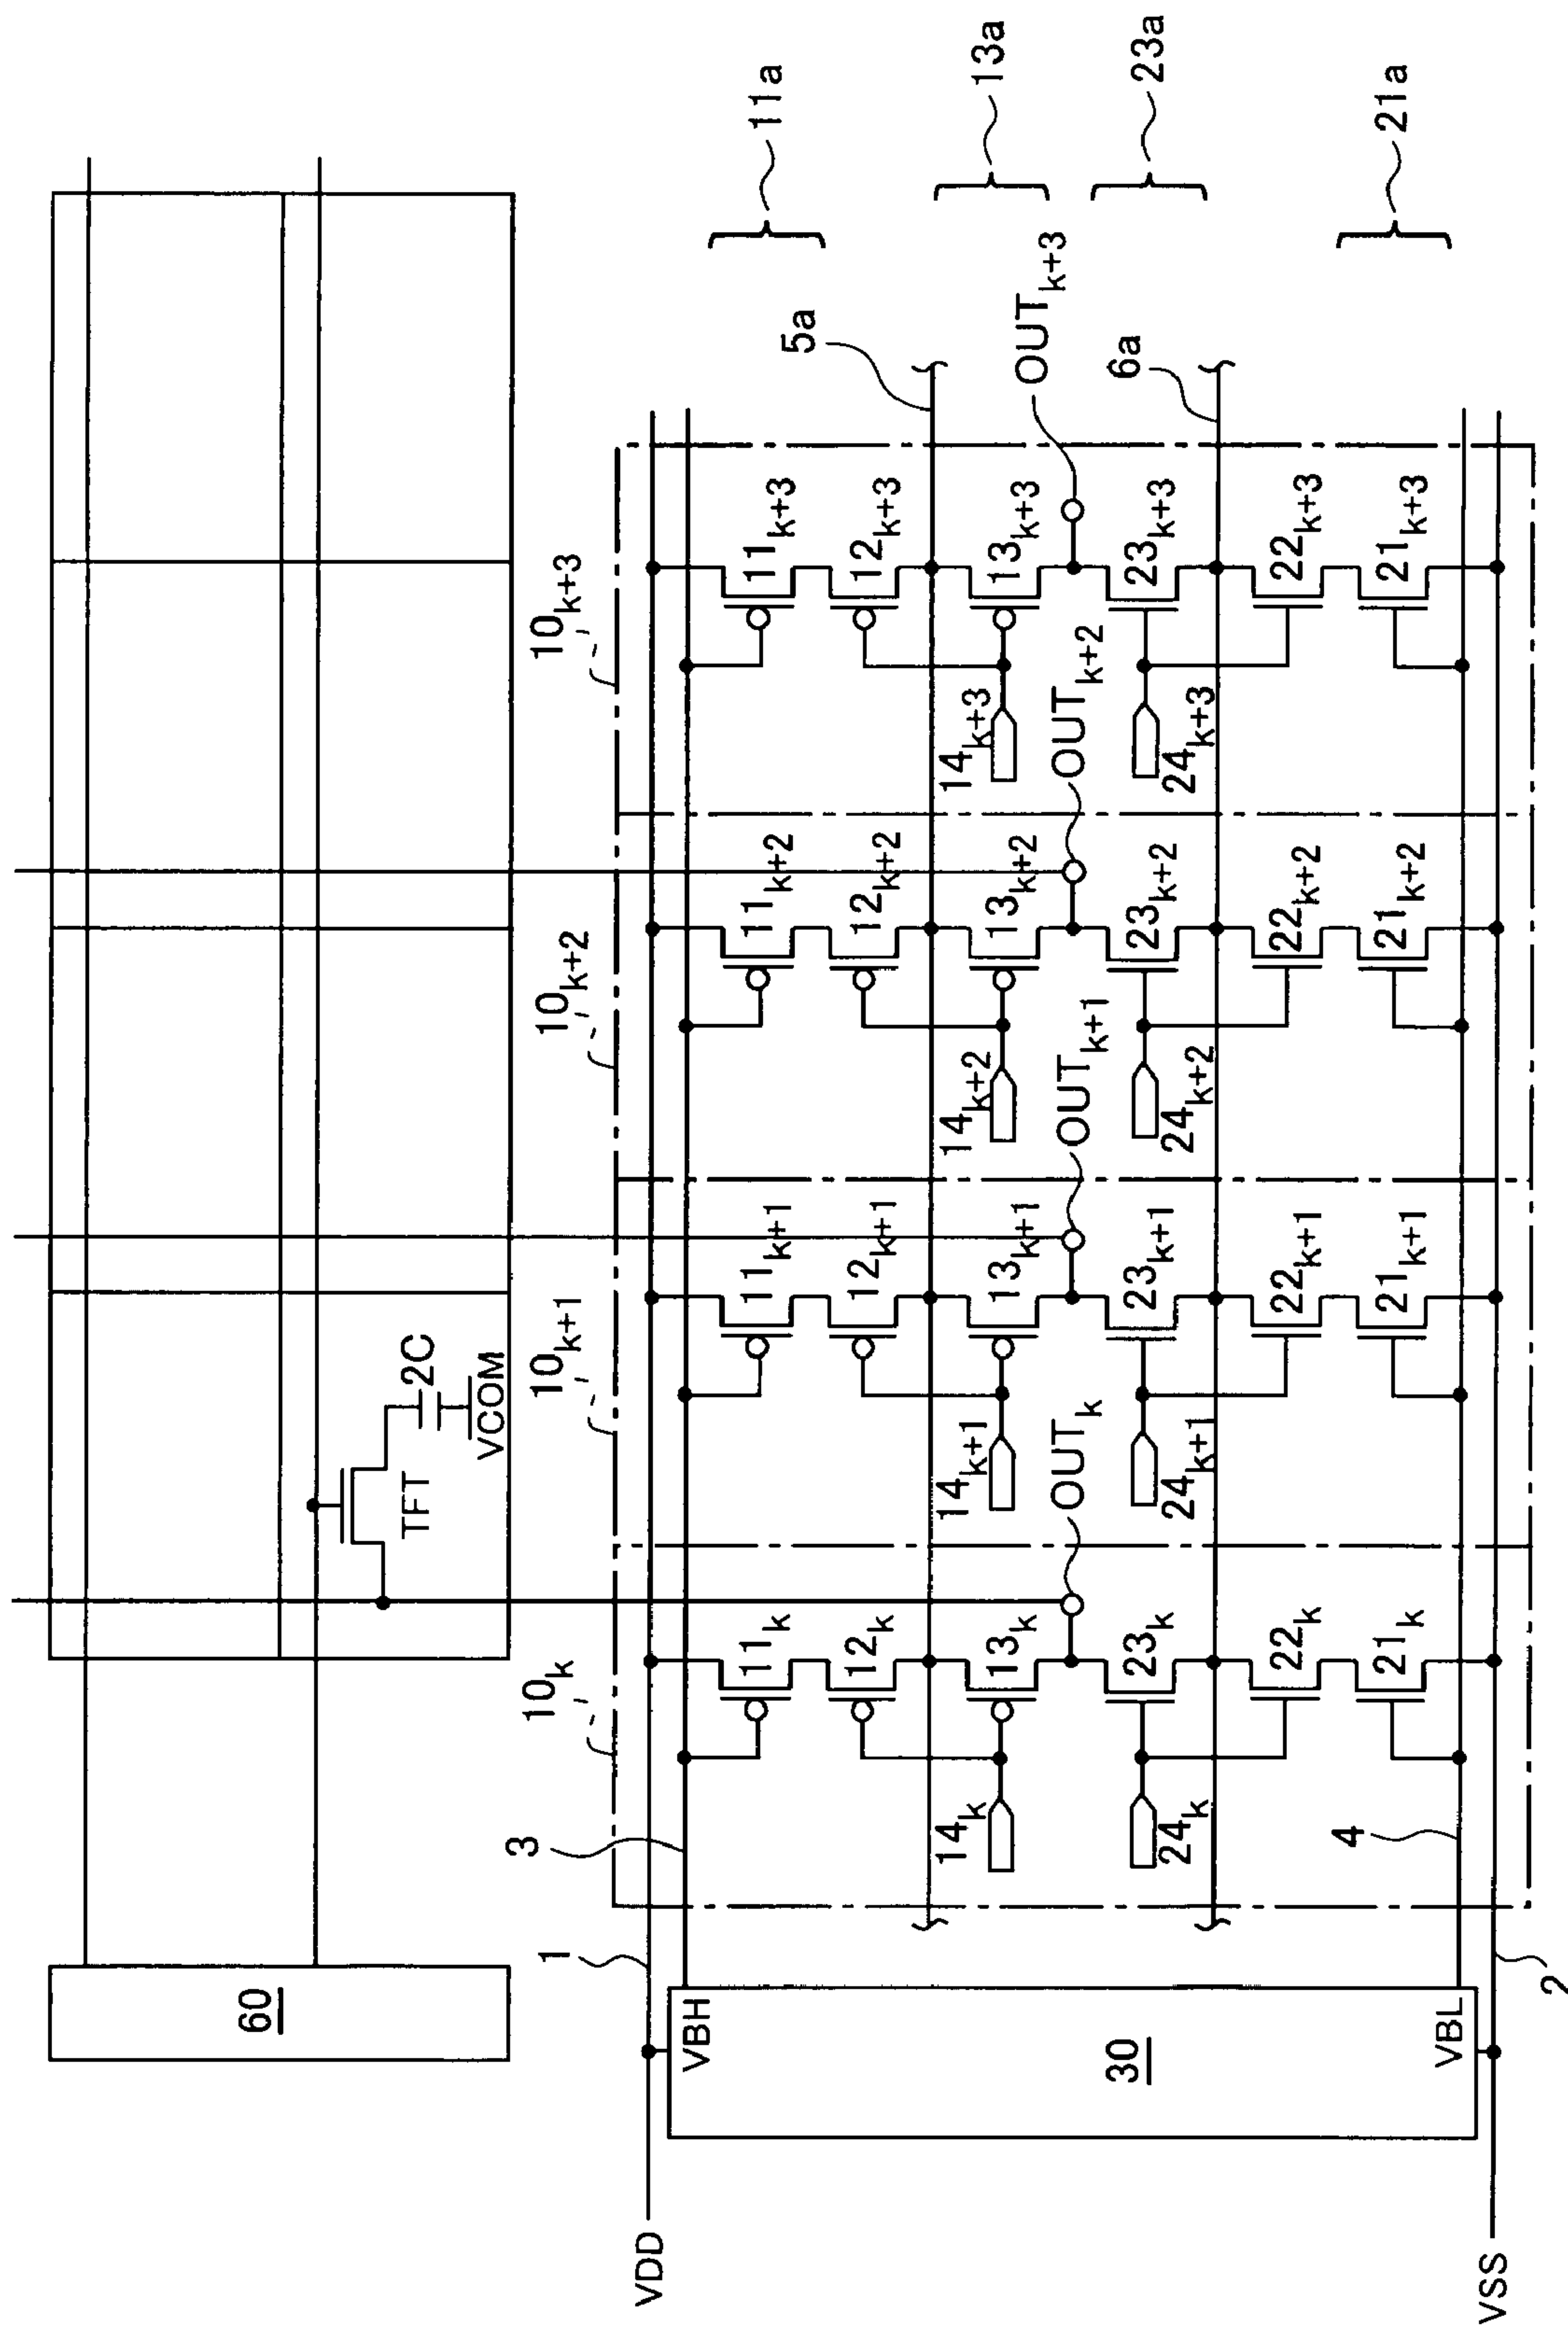 60
TFT
2C
VCOM
10k
10k+1
10k+2
10k+3
VDD
1
3
VBH
30
VBL
4
2
VSS
11k
11k+1
11k+2
11k+3
11a
12k
12k+1
12k+2
12k+3
5a
14k
13k
14k+1
13k+1
14k+2
13k+2
14k+3
13k+3
13a
OUTk
OUTk+1
OUTk+2
OUTk+3
24k
23k
24k+1
23k+1
24k+2
23k+2
24k+3
23k+3
23a
6a
22k
22k+1
22k+2
22k+3
21k
21k+1
21k+2
21k+3
21a